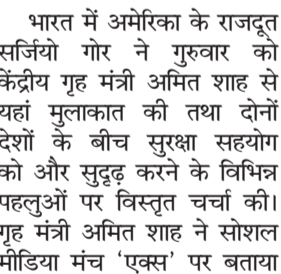 भारत में अमेरिका के राजदूत
सर्जियो गोर ने गुरुवार को
केंद्रीय गृह मंत्री अमित शाह से
यहां मुलाकात की तथा दोनों
देशों के बीच सुरक्षा सहयोग
को और सुदृढ़ करने के विभिन्न
पहलुओं पर विस्तृत चर्चा की।
गृह मंत्री अमित शाह ने सोशल
मीडिया मंच ‘एक्स’ पर बताया